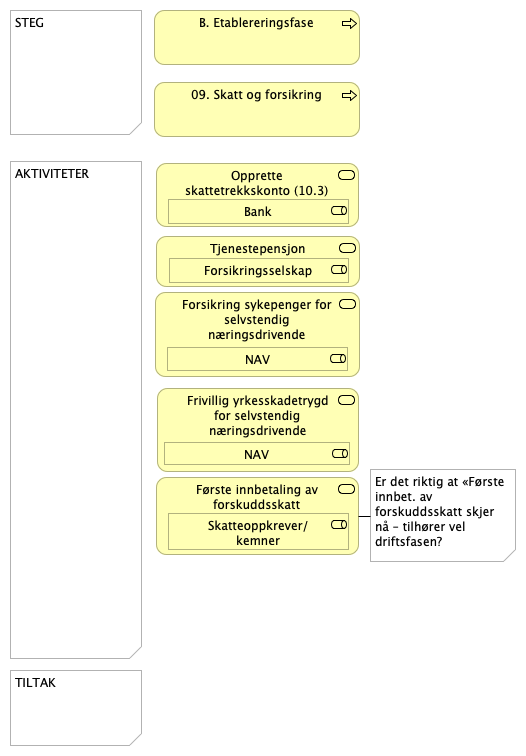 STEG
B. Etablereringsfase
09. Skatt og forsikring
AKTIVITETER
Opprette
skattetrekkskonto (10.3)
Bank
Tjenestepensjon
Forsikringsselskap
Forsikring sykepenger for
selvstendig
næringsdrivende
NAV
Frivillig yrkesskadetrygd
for selvstendig
næringsdrivende
NAV
Første innbetaling av
forskuddsskatt
Skatteoppkrever/
kemner
Er det riktig at «Første
innbet. av
forskuddsskatt skjer
nå – tilhører vel
driftsfasen?
TILTAK